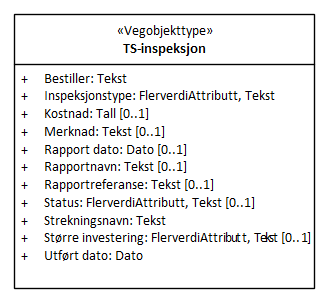 «Vegobjekttype»
TS-inspeksjon
+ Bestiller: Tekst
+ Inspeksjonstype: FlerverdiAttributt, Tekst
+ Kostnad: Tall [0..1]
+ Merknad: Tekst [0..1]
+ Rapport dato: Dato [0..1]
+ Rapportnavn: Tekst [0..1]
+ Rapportreferanse: Tekst [0..1]
+ Status: FlerverdiAttributt, Tekst [0..1]
+ Strekningsnavn: Tekst
+ Større investering: FlerverdiAttributt, Tekst [0..1]
+ Utført dato: Dato